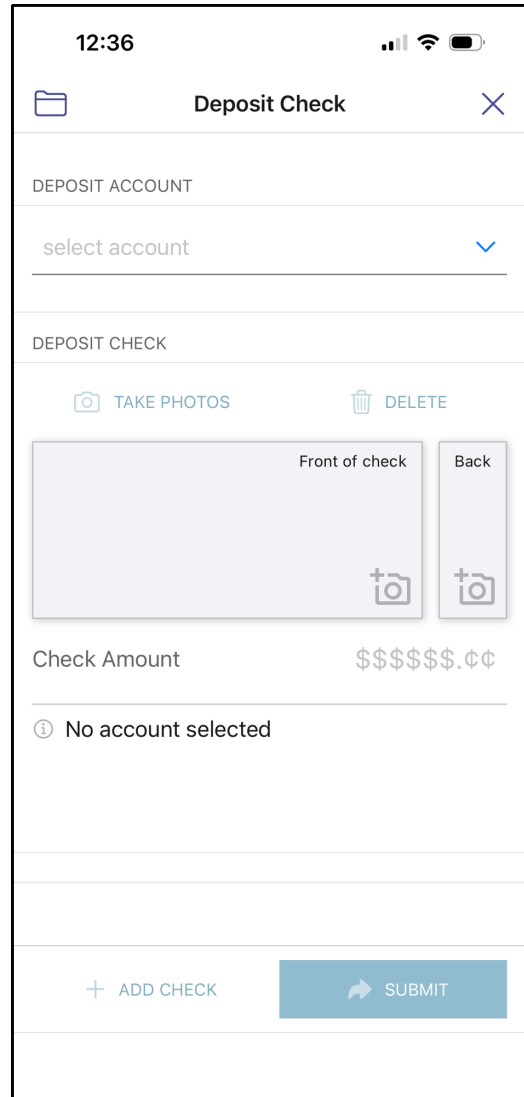 12:36
Deposit Check
DEPOSIT ACCOUNT
select account
DEPOSIT CHECK
TAKE PHOTOS DELETE
Front of check Back
Check Amount $$$$$$.¢¢
No account selected
ADD CHECK SUBMIT